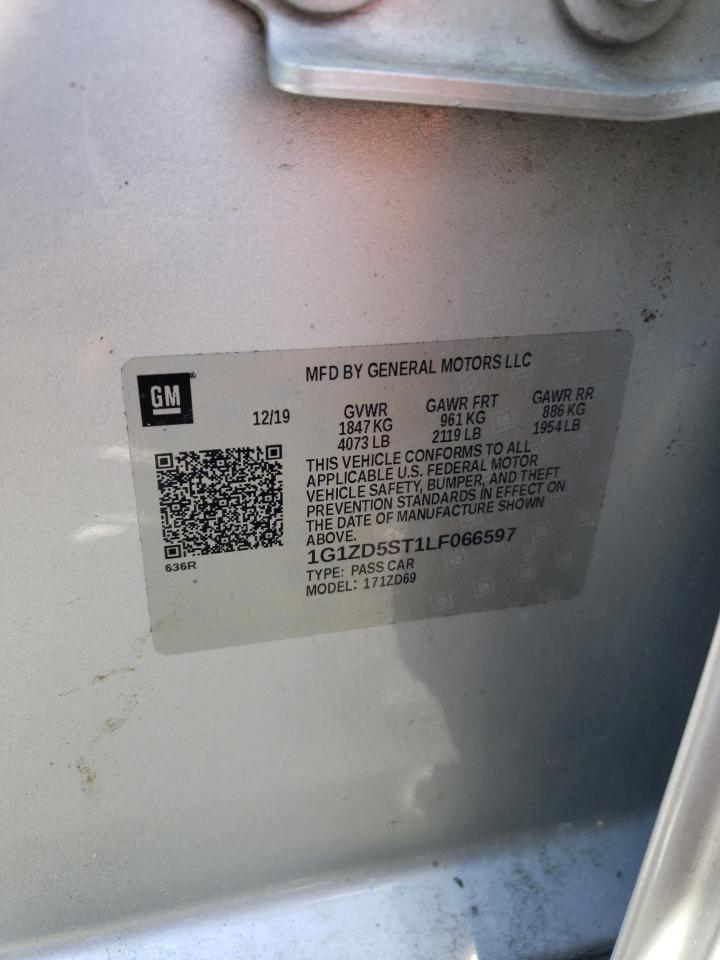 GM
MFD BY GENERAL MOTORS LLC
12/19
GVWR
1847 KG
4073 LB
GAWR FRT
961 KG
2119 LB
GAWR RR
886 KG
1954 LB
THIS VEHICLE CONFORMS TO ALL
APPLICABLE U.S. FEDERAL MOTOR
VEHICLE SAFETY, BUMPER, AND THEFT
PREVENTION STANDARDS IN EFFECT ON
THE DATE OF MANUFACTURE SHOWN
ABOVE.
1G1ZD5ST1LF066597
TYPE: PASS CAR
MODEL: 171ZD69
636R